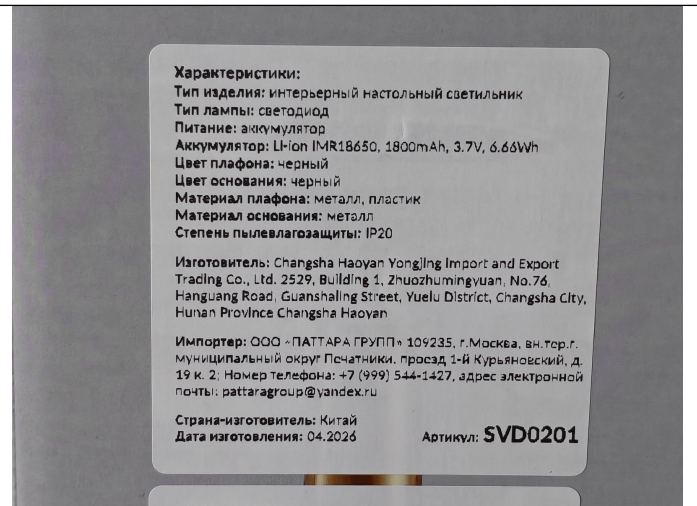 Характеристики:
Тип изделия: интерьерный настольный светильник
Тип лампы: светодиод
Питание: аккумулятор
Аккумулятор: Li-ion IMR18650, 1800mAh, 3.7V, 6.66Wh
Цвет плафона: черный
Цвет основания: черный
Материал плафона: металл, пластик
Материал основания: металл
Степень пылевлагозащиты: IP20
Изготовитель: Changsha Haoyan Yongjing Import and Export
Trading Co., Ltd. 2529, Building 1, Zhuozhumingyuan, No.76,
Hanguang Road, Guanshaling Street, Yuelu District, Changsha City,
Hunan Province Changsha Haoyan
Импортер: ООО «ПАТТАРА ГРУПП» 109235, г.Москва, вн.тер.г.
муниципальный округ Печатники, проезд 1-й Курьяновский, д.
19 к. 2; Номер телефона: +7 (999) 544-1427, адрес электронной
почты: pattaragroup@yandex.ru
Страна-изготовитель: Китай
Дата изготовления: 04.2026
Артикул: SVD0201